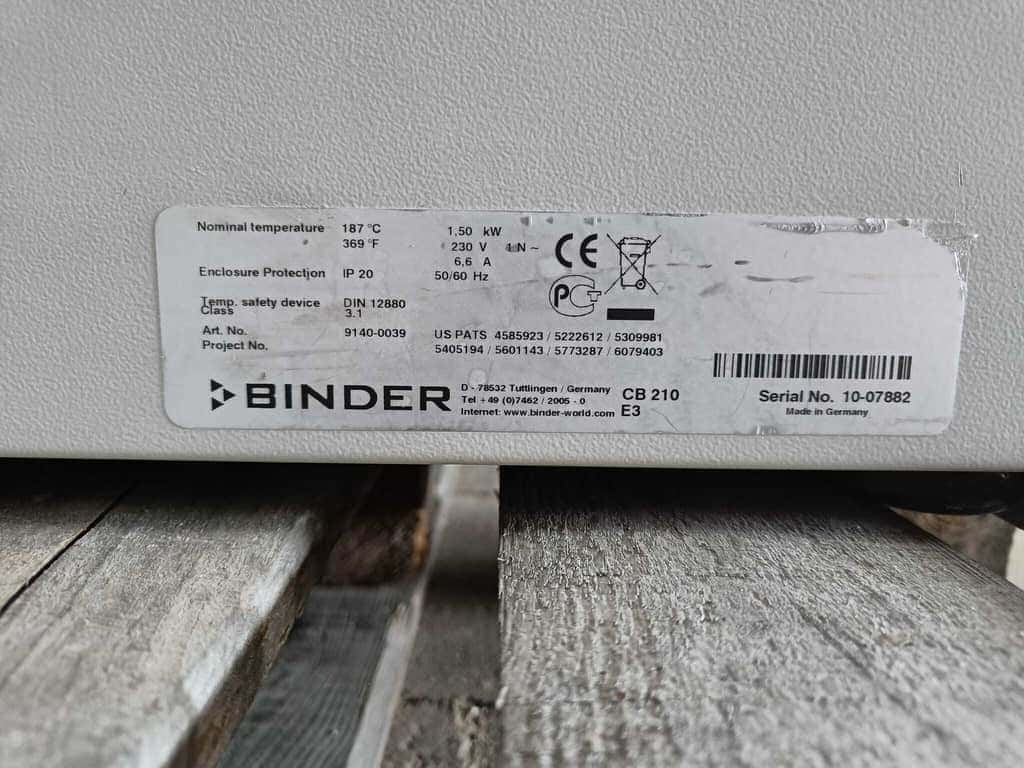 Nominal temperature 187 °C 1,50 kW
369 °F 230 V 1 N ~
6,6 A
Enclosure Protection IP 20 50/60 Hz
Temp. safety device DIN 12880
Class 3.1
Art. No. 9140-0039
Project No.
US PATS 4585923 / 5222612 / 5309981
5405194 / 5601143 / 5773287 / 6079403
CE
PCT
BINDER
D - 78532 Tuttlingen / Germany
Tel + 49 (0)7462 / 2005 - 0
Internet: www.binder-world.com
CB 210
E3
Serial No. 10-07882
Made in Germany